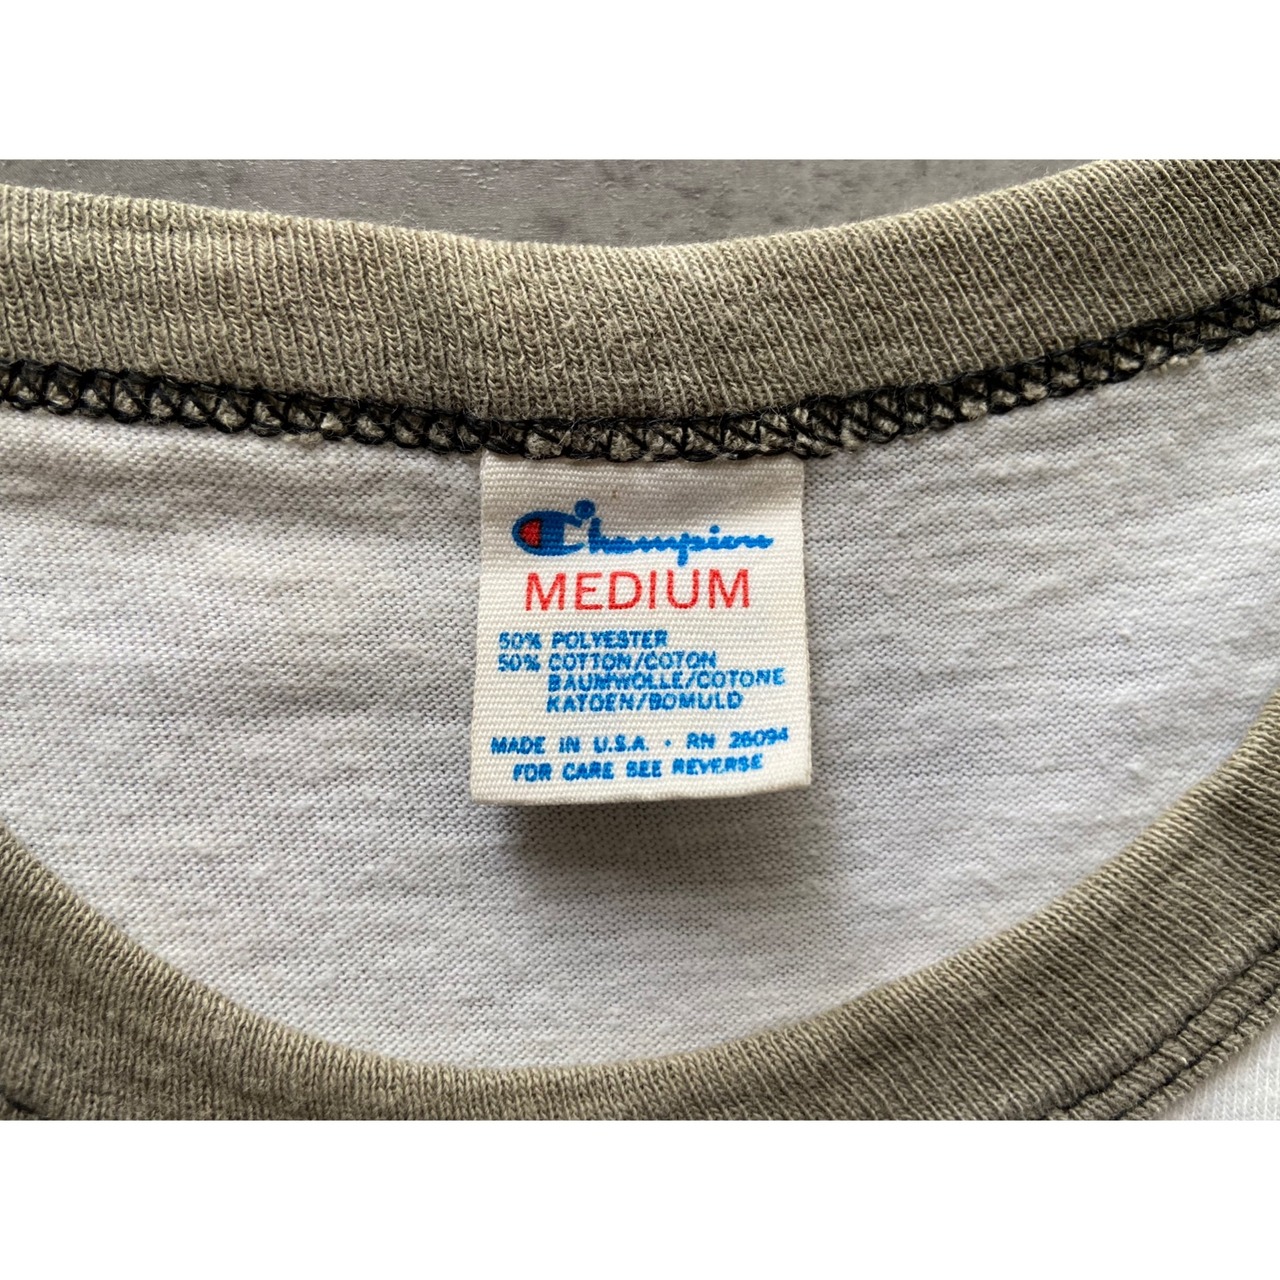 Champion
MEDIUM
50% POLYESTER
50% COTTON/COTON
BAUMWOLLE/COTONE
KATOEN/BOMULD
MADE IN U.S.A. • RN 26094
FOR CARE SEE REVERSE